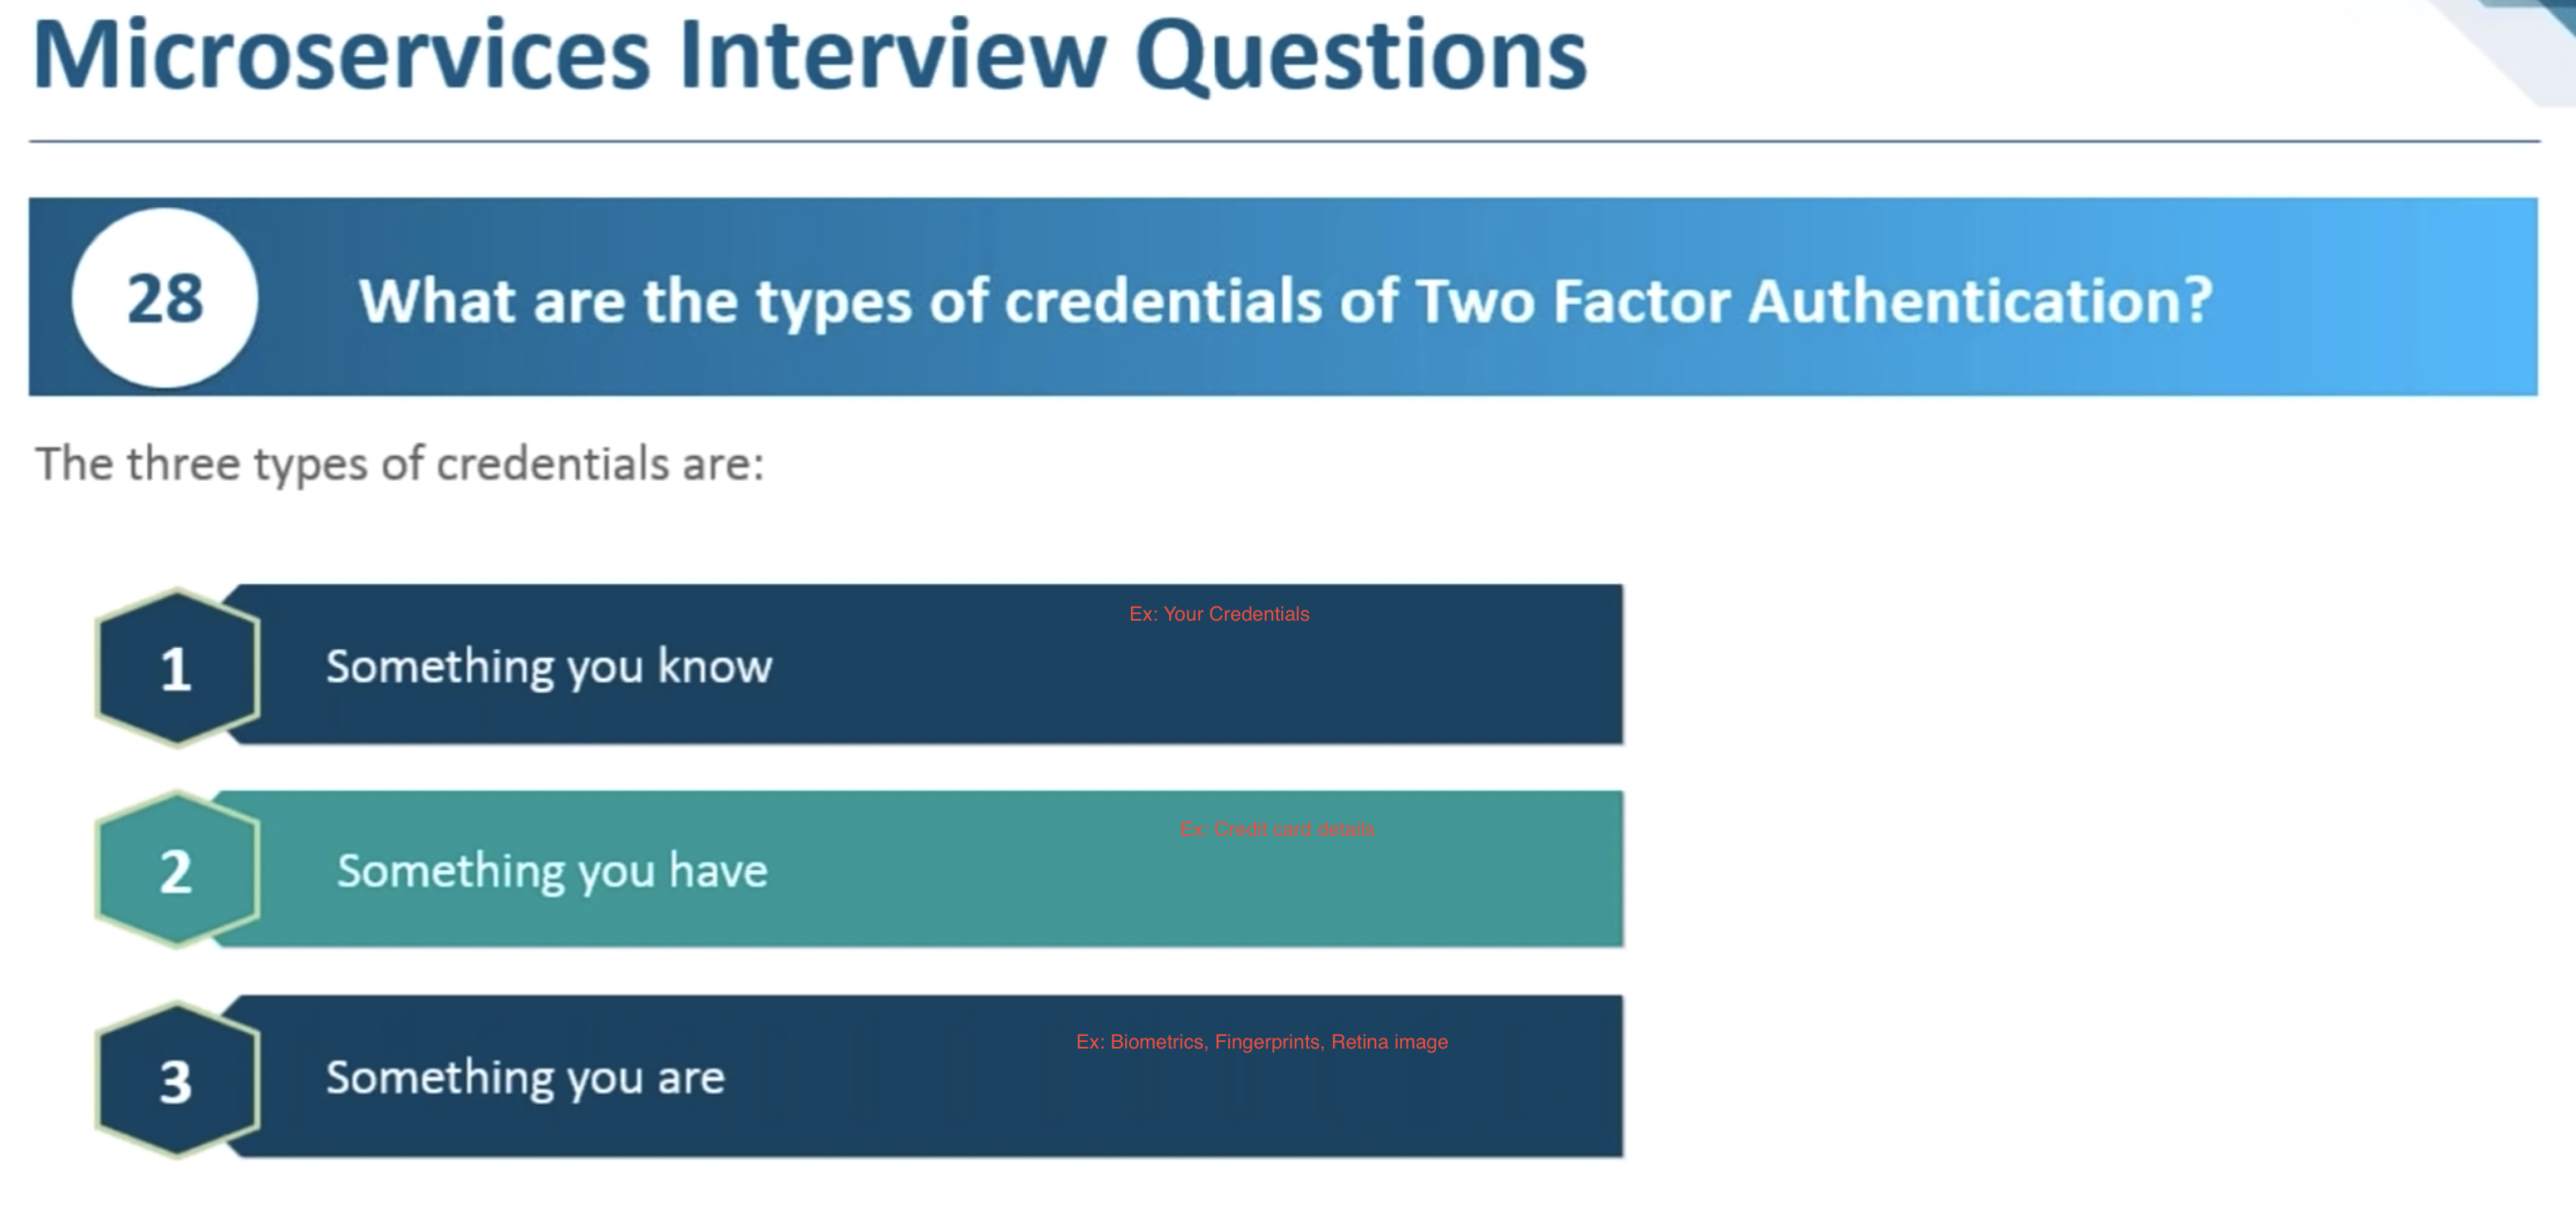 Microservices Interview Questions
28
What are the types of credentials of Two Factor Authentication?
The three types of credentials are:
Ex: Your Credentials
1
Something you know
Ex: Credit card details
2
Something you have
Ex: Biometrics, Fingerprints, Retina image
3
Something you are